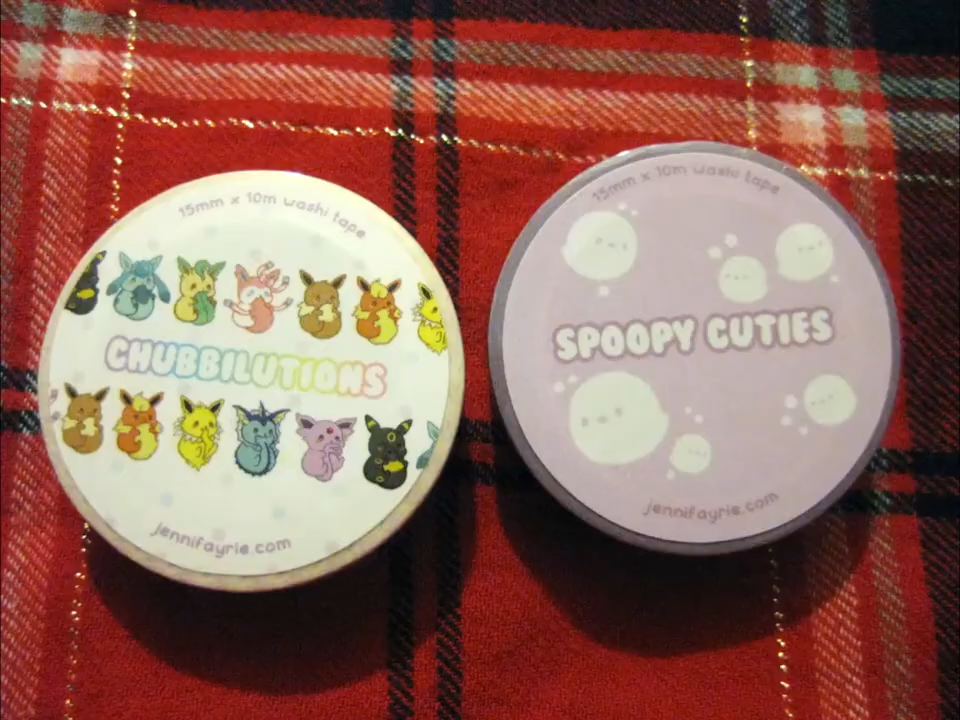 15mm x 10m washi tape
CHUBBILUTIONS
jennifayrie.com
15mm x 10m washi tape
SPOOPY CUTIES
jennifayrie.com